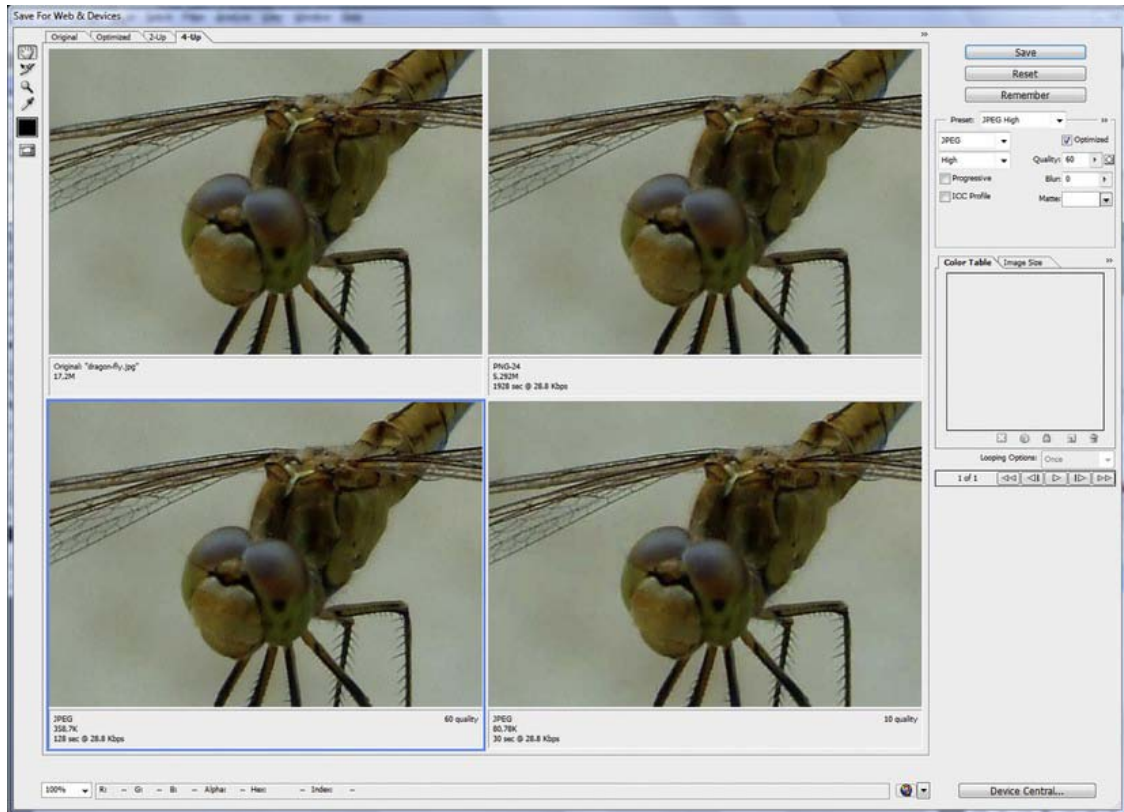 Save For Web & Devices
Original
Optimized
2-Up
4-Up
Save
Reset
Remember
Preset: JPEG High
JPEG
Optimized
High
Quality: 60
Progressive
Blur: 0
ICC Profile
Matte:
Color Table
Image Size
Original: "dragon-fly.jpg"
17.2M
PNG-24
5.292M
1928 sec @ 28.8 Kbps
Looping Options: Once
1 of 1
JPEG 60 quality
358.7K
128 sec @ 28.8 Kbps
JPEG 10 quality
80.78K
30 sec @ 28.8 Kbps
100%
R: -- G: -- B: -- Alpha: -- Hex: -- Index: --
Device Central...